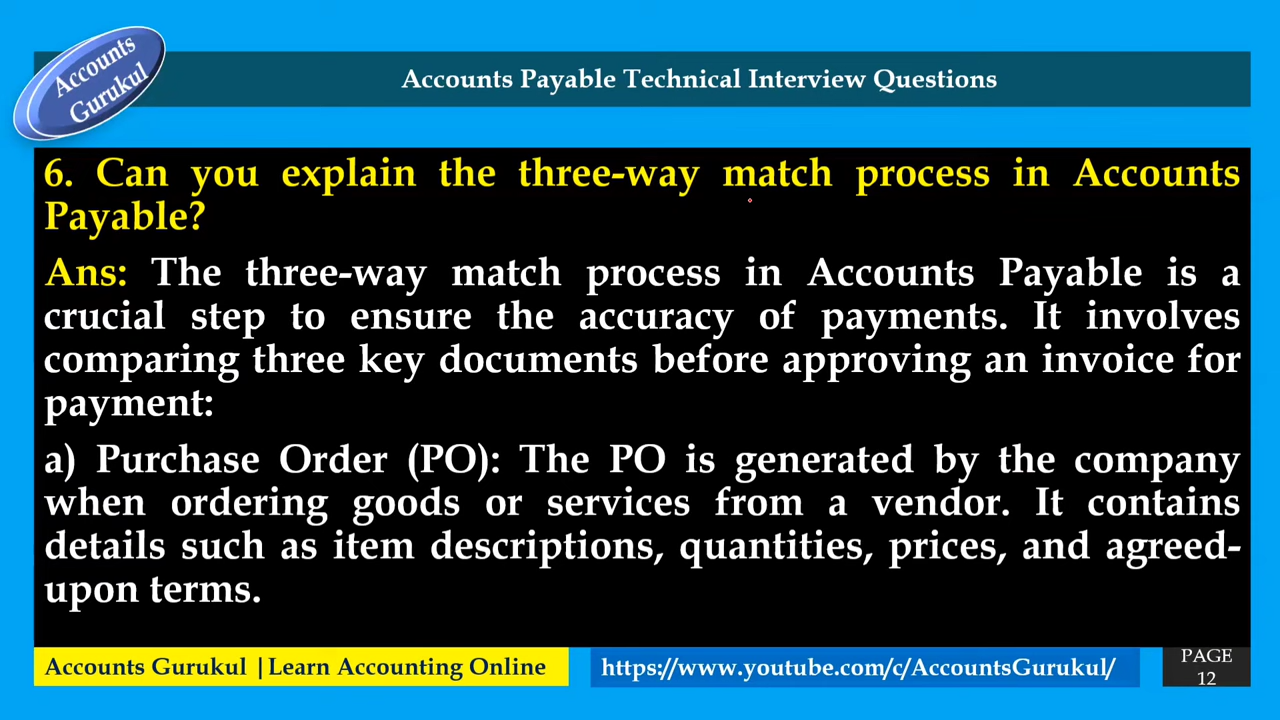 Accounts
Gurukul
Accounts Payable Technical Interview Questions
6. Can you explain the three-way match process in Accounts
Payable?
Ans: The three-way match process in Accounts Payable is a
crucial step to ensure the accuracy of payments. It involves
comparing three key documents before approving an invoice for
payment:
a) Purchase Order (PO): The PO is generated by the company
when ordering goods or services from a vendor. It contains
details such as item descriptions, quantities, prices, and agreed-
upon terms.
Accounts Gurukul |Learn Accounting Online
https://www.youtube.com/c/AccountsGurukul/
PAGE
12